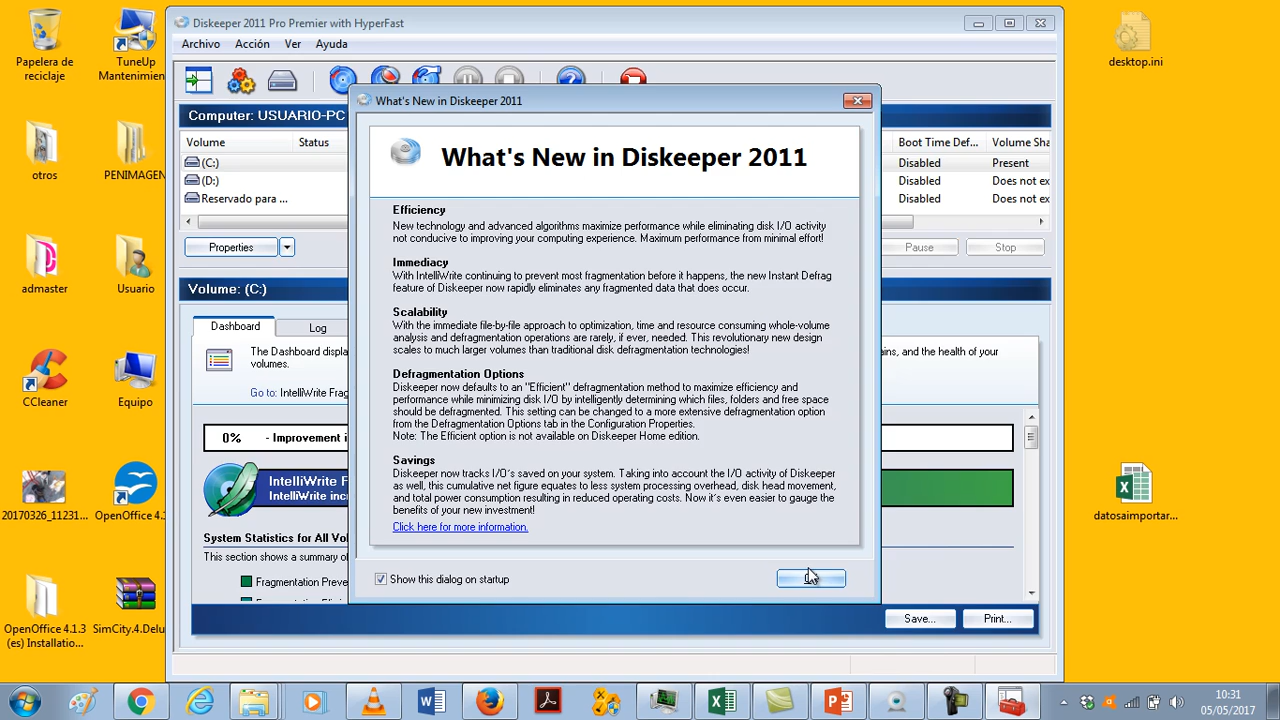 Diskeeper 2011 Pro Premier with HyperFast
Archivo Acción Ver Ayuda
Computer: USUARIO-PC
Volume Status Boot Time Def... Volume Sha
(C:) Disabled Present
(D:) Disabled Does not ex
Reservado para ... Disabled Does not ex
Properties Pause Stop
Volume: (C:)
Dashboard Log
The Dashboard displa
volumes.
ins, and the health of your
Go to: IntelliWrite Frag
0% - Improvement i
IntelliWrite F
IntelliWrite incr
System Statistics for All Vo
This section shows a summary o
Fragmentation Preve
Save... Print...
What's New in Diskeeper 2011
What's New in Diskeeper 2011
Efficiency
New technology and advanced algorithms maximize performance while eliminating disk I/O activity
not conducive to improving your computing experience. Maximum performance from minimal effort!
Immediacy
With IntelliWrite continuing to prevent most fragmentation before it happens, the new Instant Defrag
feature of Diskeeper now rapidly eliminates any fragmented data that does occur.
Scalability
With the immediate file-by-file approach to optimization, time and resource consuming whole-volume
analysis and defragmentation operations are rarely, if ever, needed. This revolutionary new design
scales to much larger volumes than traditional disk defragmentation technologies!
Defragmentation Options
Diskeeper now defaults to an "Efficient" defragmentation method to maximize efficiency and
performance while minimizing disk I/O by intelligently determining which files, folders and free space
should be defragmented. This setting can be changed to a more extensive defragmentation option
from the Defragmentation Options tab in the Configuration Properties.
Note: The Efficient option is not available on Diskeeper Home edition.
Savings
Diskeeper now tracks I/O's saved on your system. Taking into account the I/O activity of Diskeeper
as well, this cumulative net figure equates to less system processing overhead, disk head movement,
and total power consumption resulting in reduced operating costs. Now it's even easier to gauge the
benefits of your new investment!
Click here for more information.
Show this dialog on startup
Papelera de
reciclaje
TuneUp
Mantenimien
otros
PENIMAGEN
admaster
Usuario
CCleaner
Equipo
20170326_11231...
OpenOffice 4.
OpenOffice 4.1.3
(es) Installatio...
SimCity.4.Delu
desktop.ini
datosaimportar...
10:31
05/05/2017